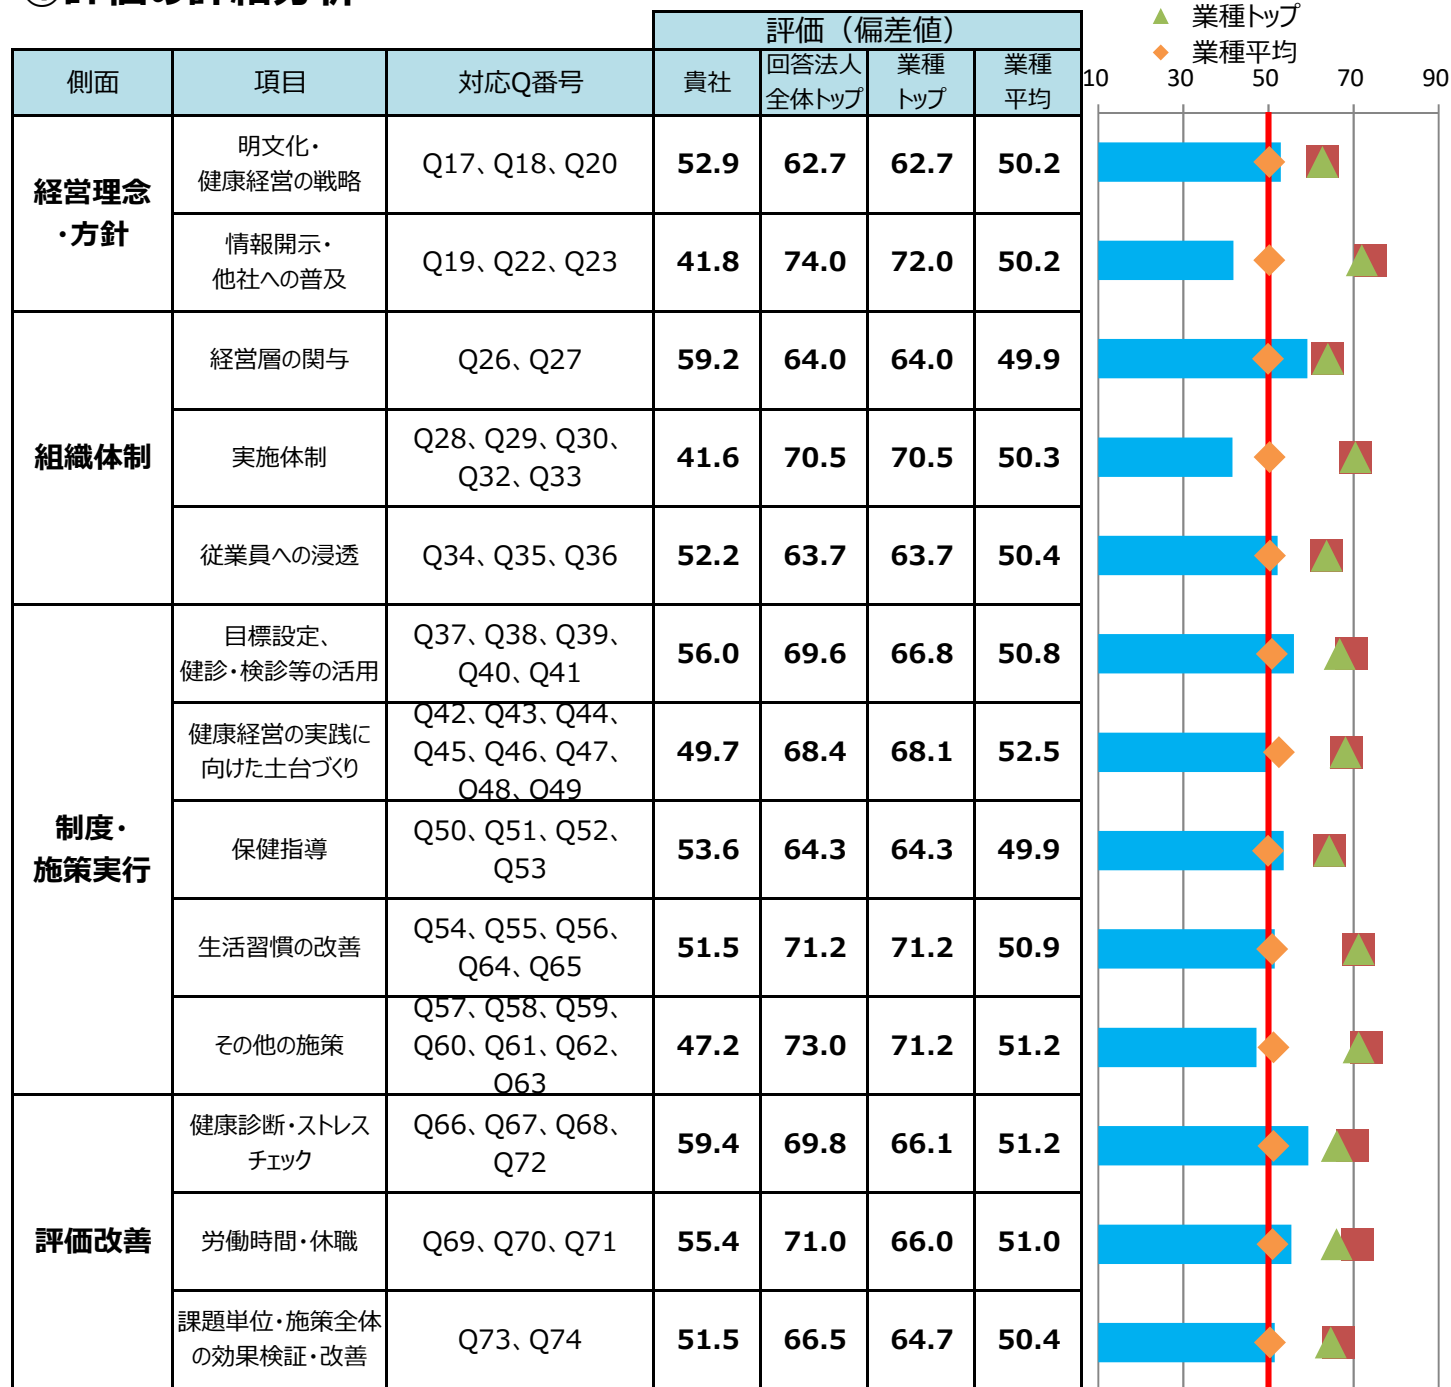 評価(偏差値)
▲ 業種トップ
◆ 業種平均
側面 項目 対応Q番号 貴社 回答法人 業種 業種
全体トップ トップ 平均
10 30 50 70 90
経営理念
・方針
明文化・
健康経営の戦略
Q17、Q18、Q20 52.9 62.7 62.7 50.2
情報開示・
他社への普及
Q19、Q22、Q23 41.8 74.0 72.0 50.2
組織体制
経営層の関与 Q26、Q27 59.2 64.0 64.0 49.9
実施体制
Q28、Q29、Q30、
Q32、Q33
41.6 70.5 70.5 50.3
従業員への浸透 Q34、Q35、Q36 52.2 63.7 63.7 50.4
制度・
施策実行
目標設定、
健診・検診等の活用
Q37、Q38、Q39、
Q40、Q41
56.0 69.6 66.8 50.8
健康経営の実践に
向けた土台づくり
Q42、Q43、Q44、
Q45、Q46、Q47、
Q48、Q49
49.7 68.4 68.1 52.5
保健指導
Q50、Q51、Q52、
Q53
53.6 64.3 64.3 49.9
生活習慣の改善
Q54、Q55、Q56、
Q64、Q65
51.5 71.2 71.2 50.9
その他の施策
Q57、Q58、Q59、
Q60、Q61、Q62、
Q63
47.2 73.0 71.2 51.2
評価改善
健康診断・ストレス
チェック
Q66、Q67、Q68、
Q72
59.4 69.8 66.1 51.2
労働時間・休職 Q69、Q70、Q71 55.4 71.0 66.0 51.0
課題単位・施策全体
の効果検証・改善
Q73、Q74 51.5 66.5 64.7 50.4